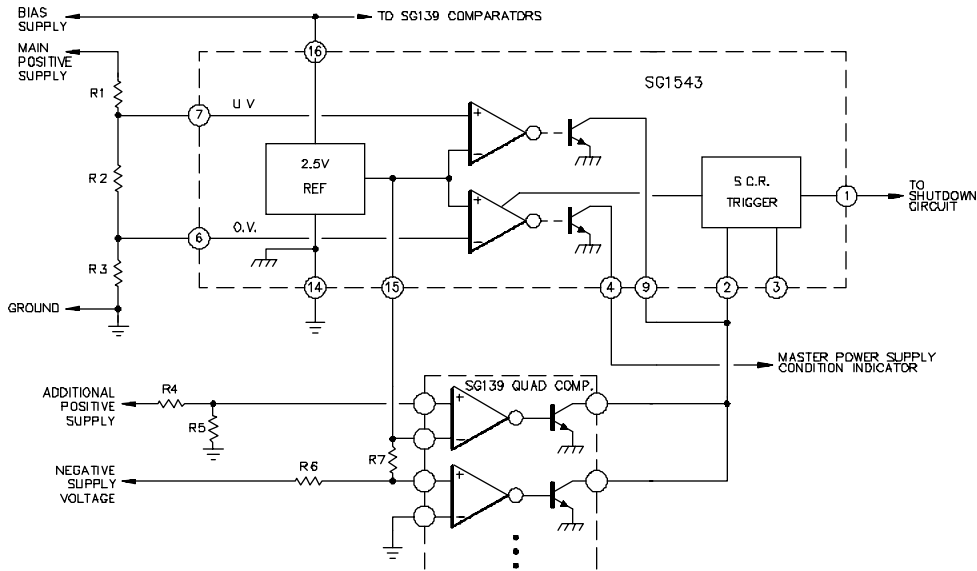 BIAS
SUPPLY
TO SG139 COMPARATORS
MAIN
POSITIVE
SUPPLY
16
SG1543
R1
7
U V
+
−
2.5V
REF
R2
S.C.R.
TRIGGER
1
TO
SHUTDOWN
CIRCUIT
+
−
6
O.V.
R3
14
15
4
9
2
3
GROUND
MASTER POWER SUPPLY
CONDITION INDICATOR
SG139 QUAD COMP.
ADDITIONAL
POSITIVE
SUPPLY
R4
R5
+
−
R7
NEGATIVE
SUPPLY
VOLTAGE
R6
+
−